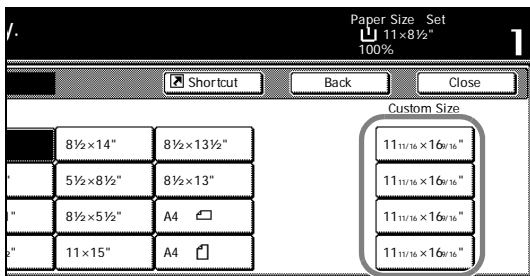 y.
Paper Size Set
11×8½"
100%
1
Shortcut
Back
Close
Custom Size
8½×14"
8½×13½"
11 11/16 ×16 9/16 "
"
5½×8½"
8½×13"
11 11/16 ×16 9/16 "
"
8½×5½"
A4
11 11/16 ×16 9/16 "
"
11×15"
A4
11 11/16 ×16 9/16 "